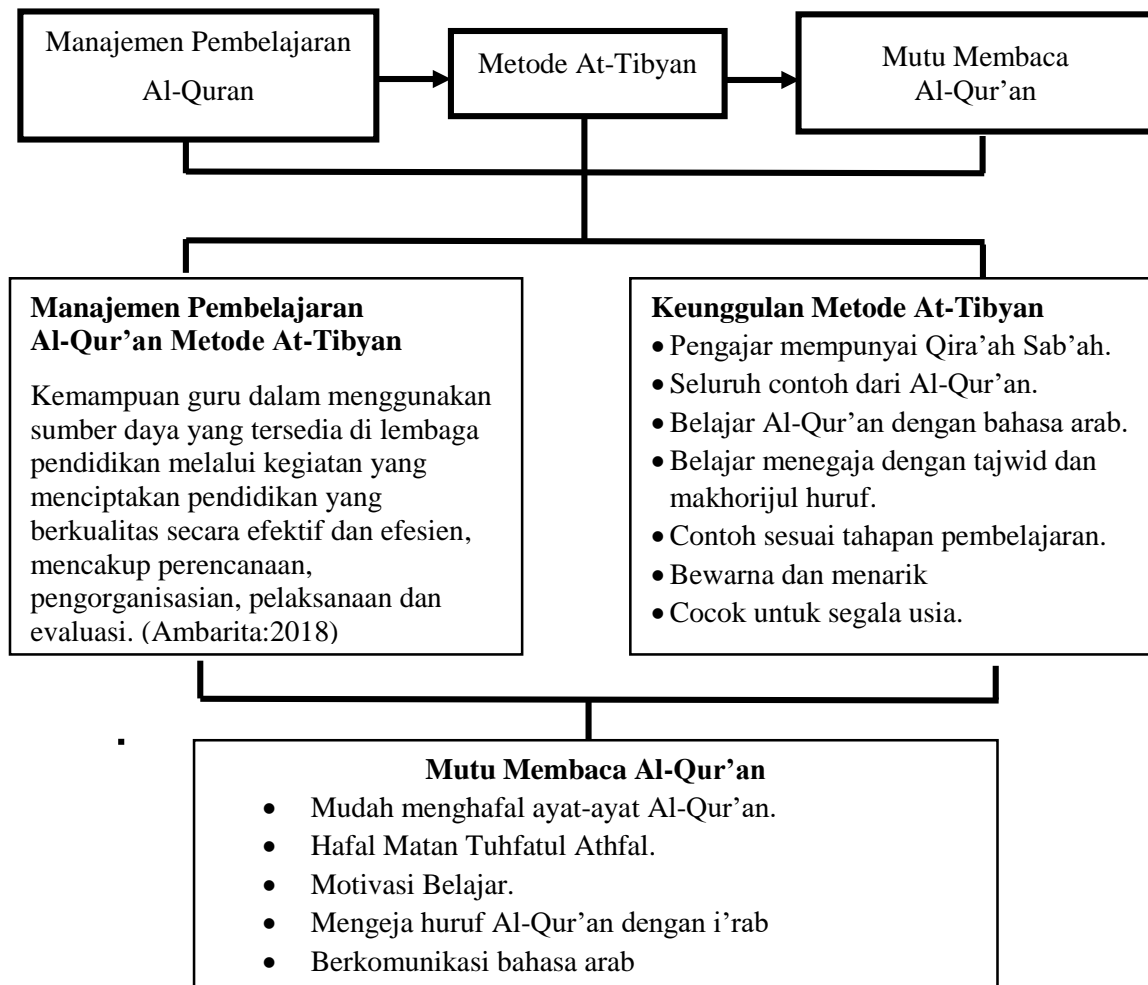 Manajemen Pembelajaran
Al-Quran
Metode At-Tibyan
Mutu Membaca
Al-Qur’an
Manajemen Pembelajaran
Al-Qur’an Metode At-Tibyan
Kemampuan guru dalam menggunakan
sumber daya yang tersedia di lembaga
pendidikan melalui kegiatan yang
menciptakan pendidikan yang
berkualitas secara efektif dan efesien,
mencakup perencanaan,
pengorganisasian, pelaksanaan dan
evaluasi. (Ambarita:2018)
Keunggulan Metode At-Tibyan
• Pengajar mempunyai Qira’ah Sab’ah.
• Seluruh contoh dari Al-Qur’an.
• Belajar Al-Qur’an dengan bahasa arab.
• Belajar menegaja dengan tajwid dan
makhorijul huruf.
• Contoh sesuai tahapan pembelajaran.
• Bewarna dan menarik
• Cocok untuk segala usia.
Mutu Membaca Al-Qur’an
• Mudah menghafal ayat-ayat Al-Qur’an.
• Hafal Matan Tuhfatul Athfal.
• Motivasi Belajar.
• Mengeja huruf Al-Qur’an dengan i’rab
• Berkomunikasi bahasa arab